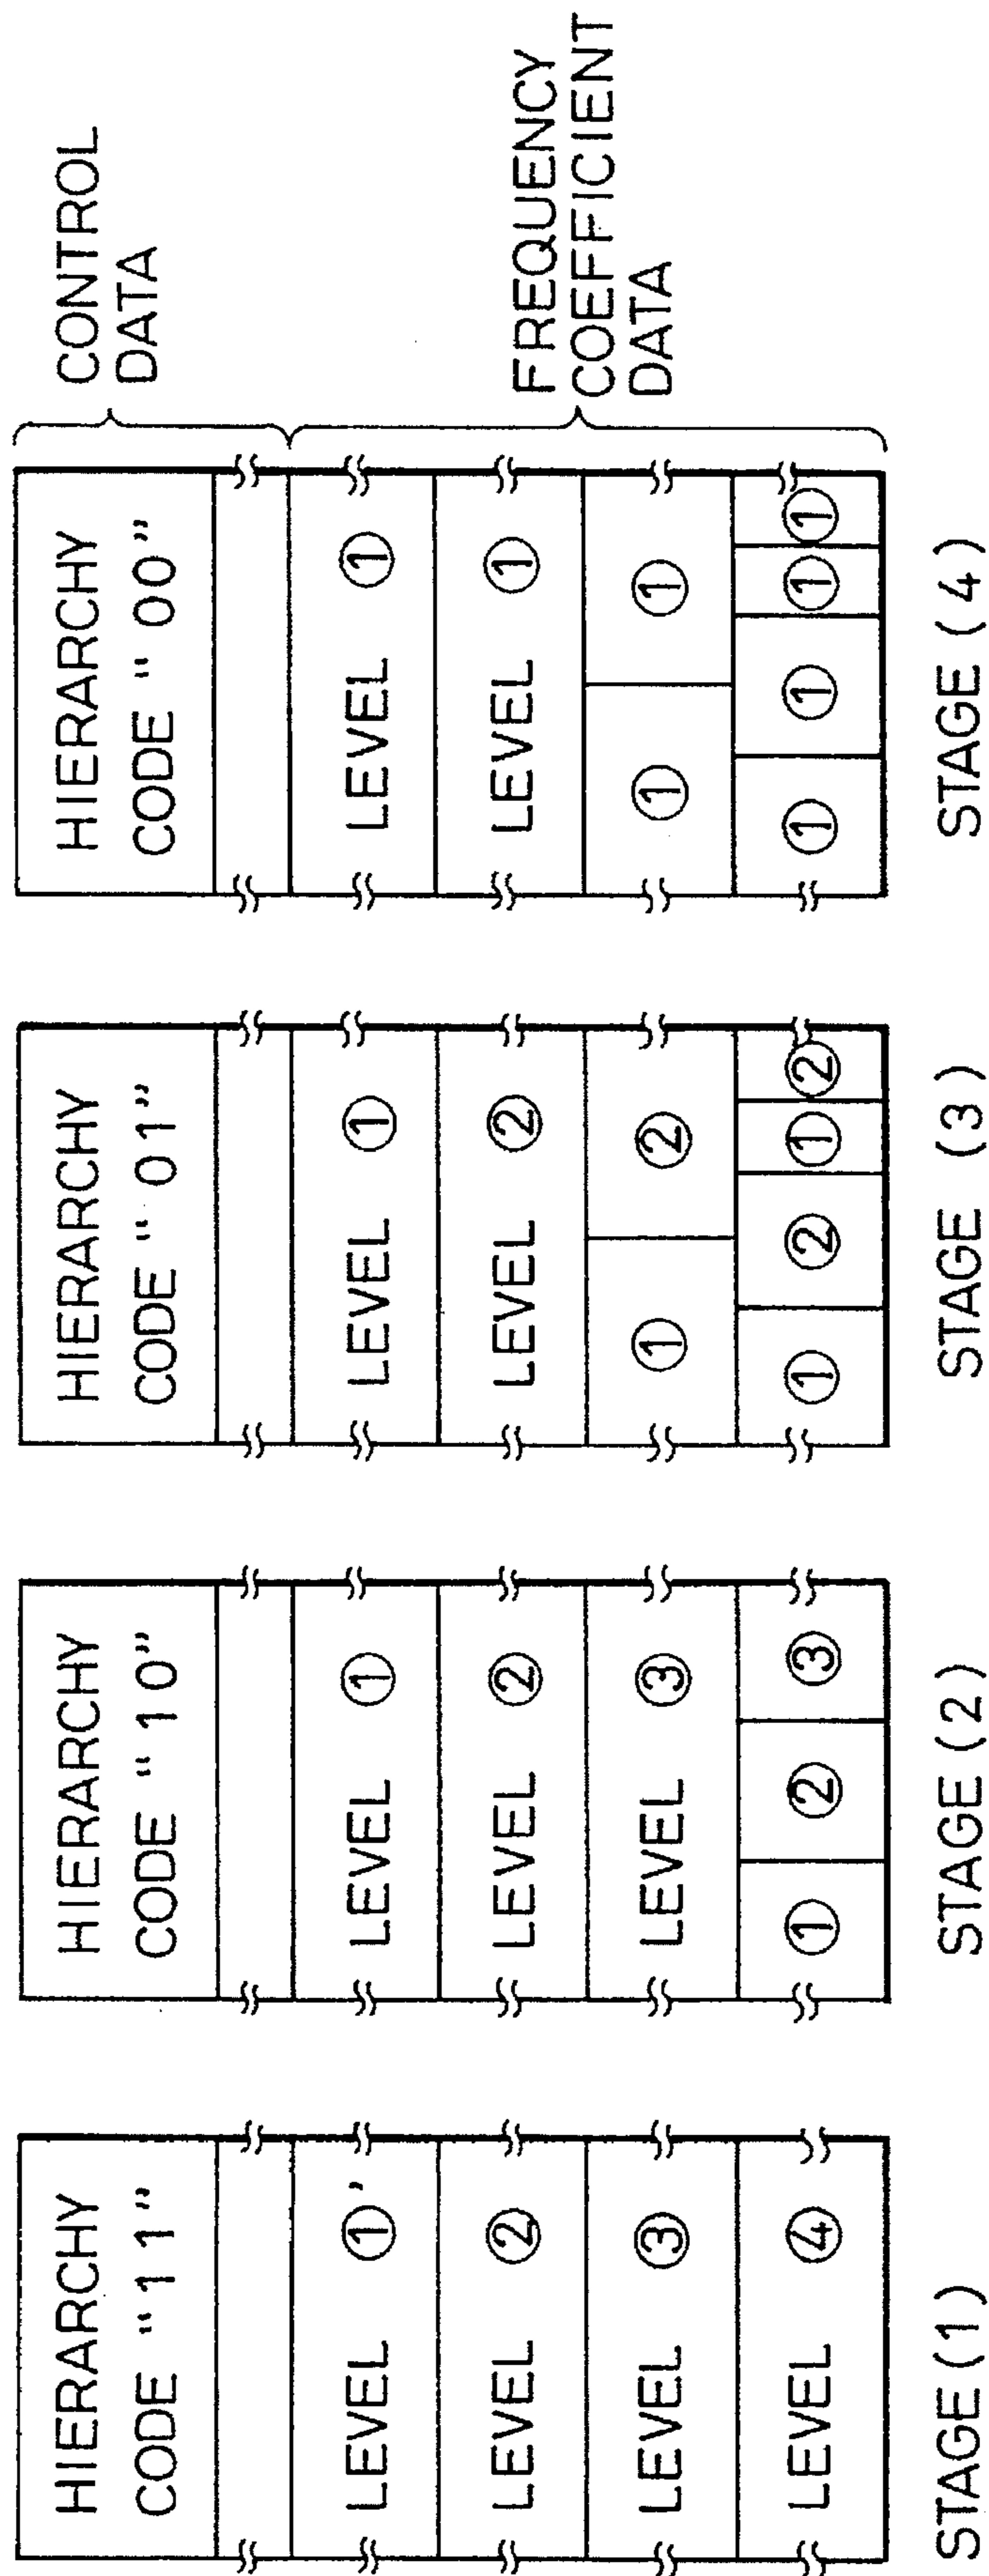 HIERARCHY
CODE “11”
LEVEL ①’
LEVEL ②
LEVEL ③
LEVEL ④
STAGE (1)
HIERARCHY
CODE “10”
LEVEL ①
LEVEL ②
LEVEL ③
① ② ③
STAGE (2)
HIERARCHY
CODE “01”
LEVEL ①
LEVEL ②
① ②
① ② ① ②
STAGE (3)
HIERARCHY
CODE “00”
LEVEL ①
LEVEL ①
① ①
① ① ① ①
STAGE (4)
CONTROL
DATA
FREQUENCY
COEFFICIENT
DATA